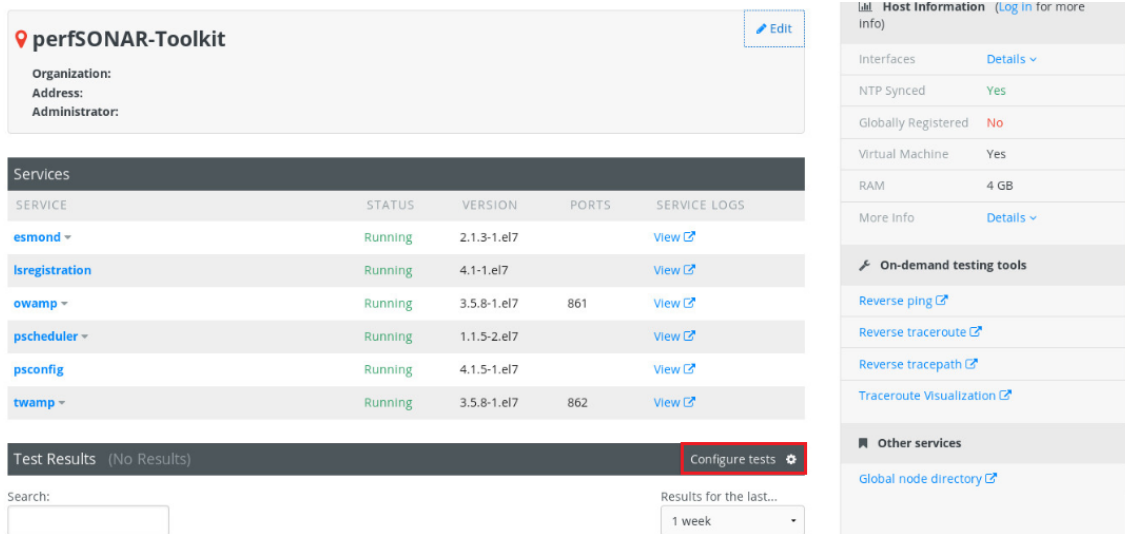 perfSONAR-Toolkit
Edit
Organization:
Address:
Administrator:
Services
SERVICE STATUS VERSION PORTS SERVICE LOGS
esmond Running 2.1.3-1.el7 View
lsregistration Running 4.1-1.el7 View
owamp Running 3.5.8-1.el7 861 View
pscheduler Running 1.1.5-2.el7 View
psconfig Running 4.1.5-1.el7 View
twamp Running 3.5.8-1.el7 862 View
Test Results (No Results) Configure tests
Search: Results for the last...
1 week
Host Information (Log in for more
info)
Interfaces Details
NTP Synced Yes
Globally Registered No
Virtual Machine Yes
RAM 4 GB
More Info Details
On-demand testing tools
Reverse ping
Reverse traceroute
Reverse tracepath
Traceroute Visualization
Other services
Global node directory